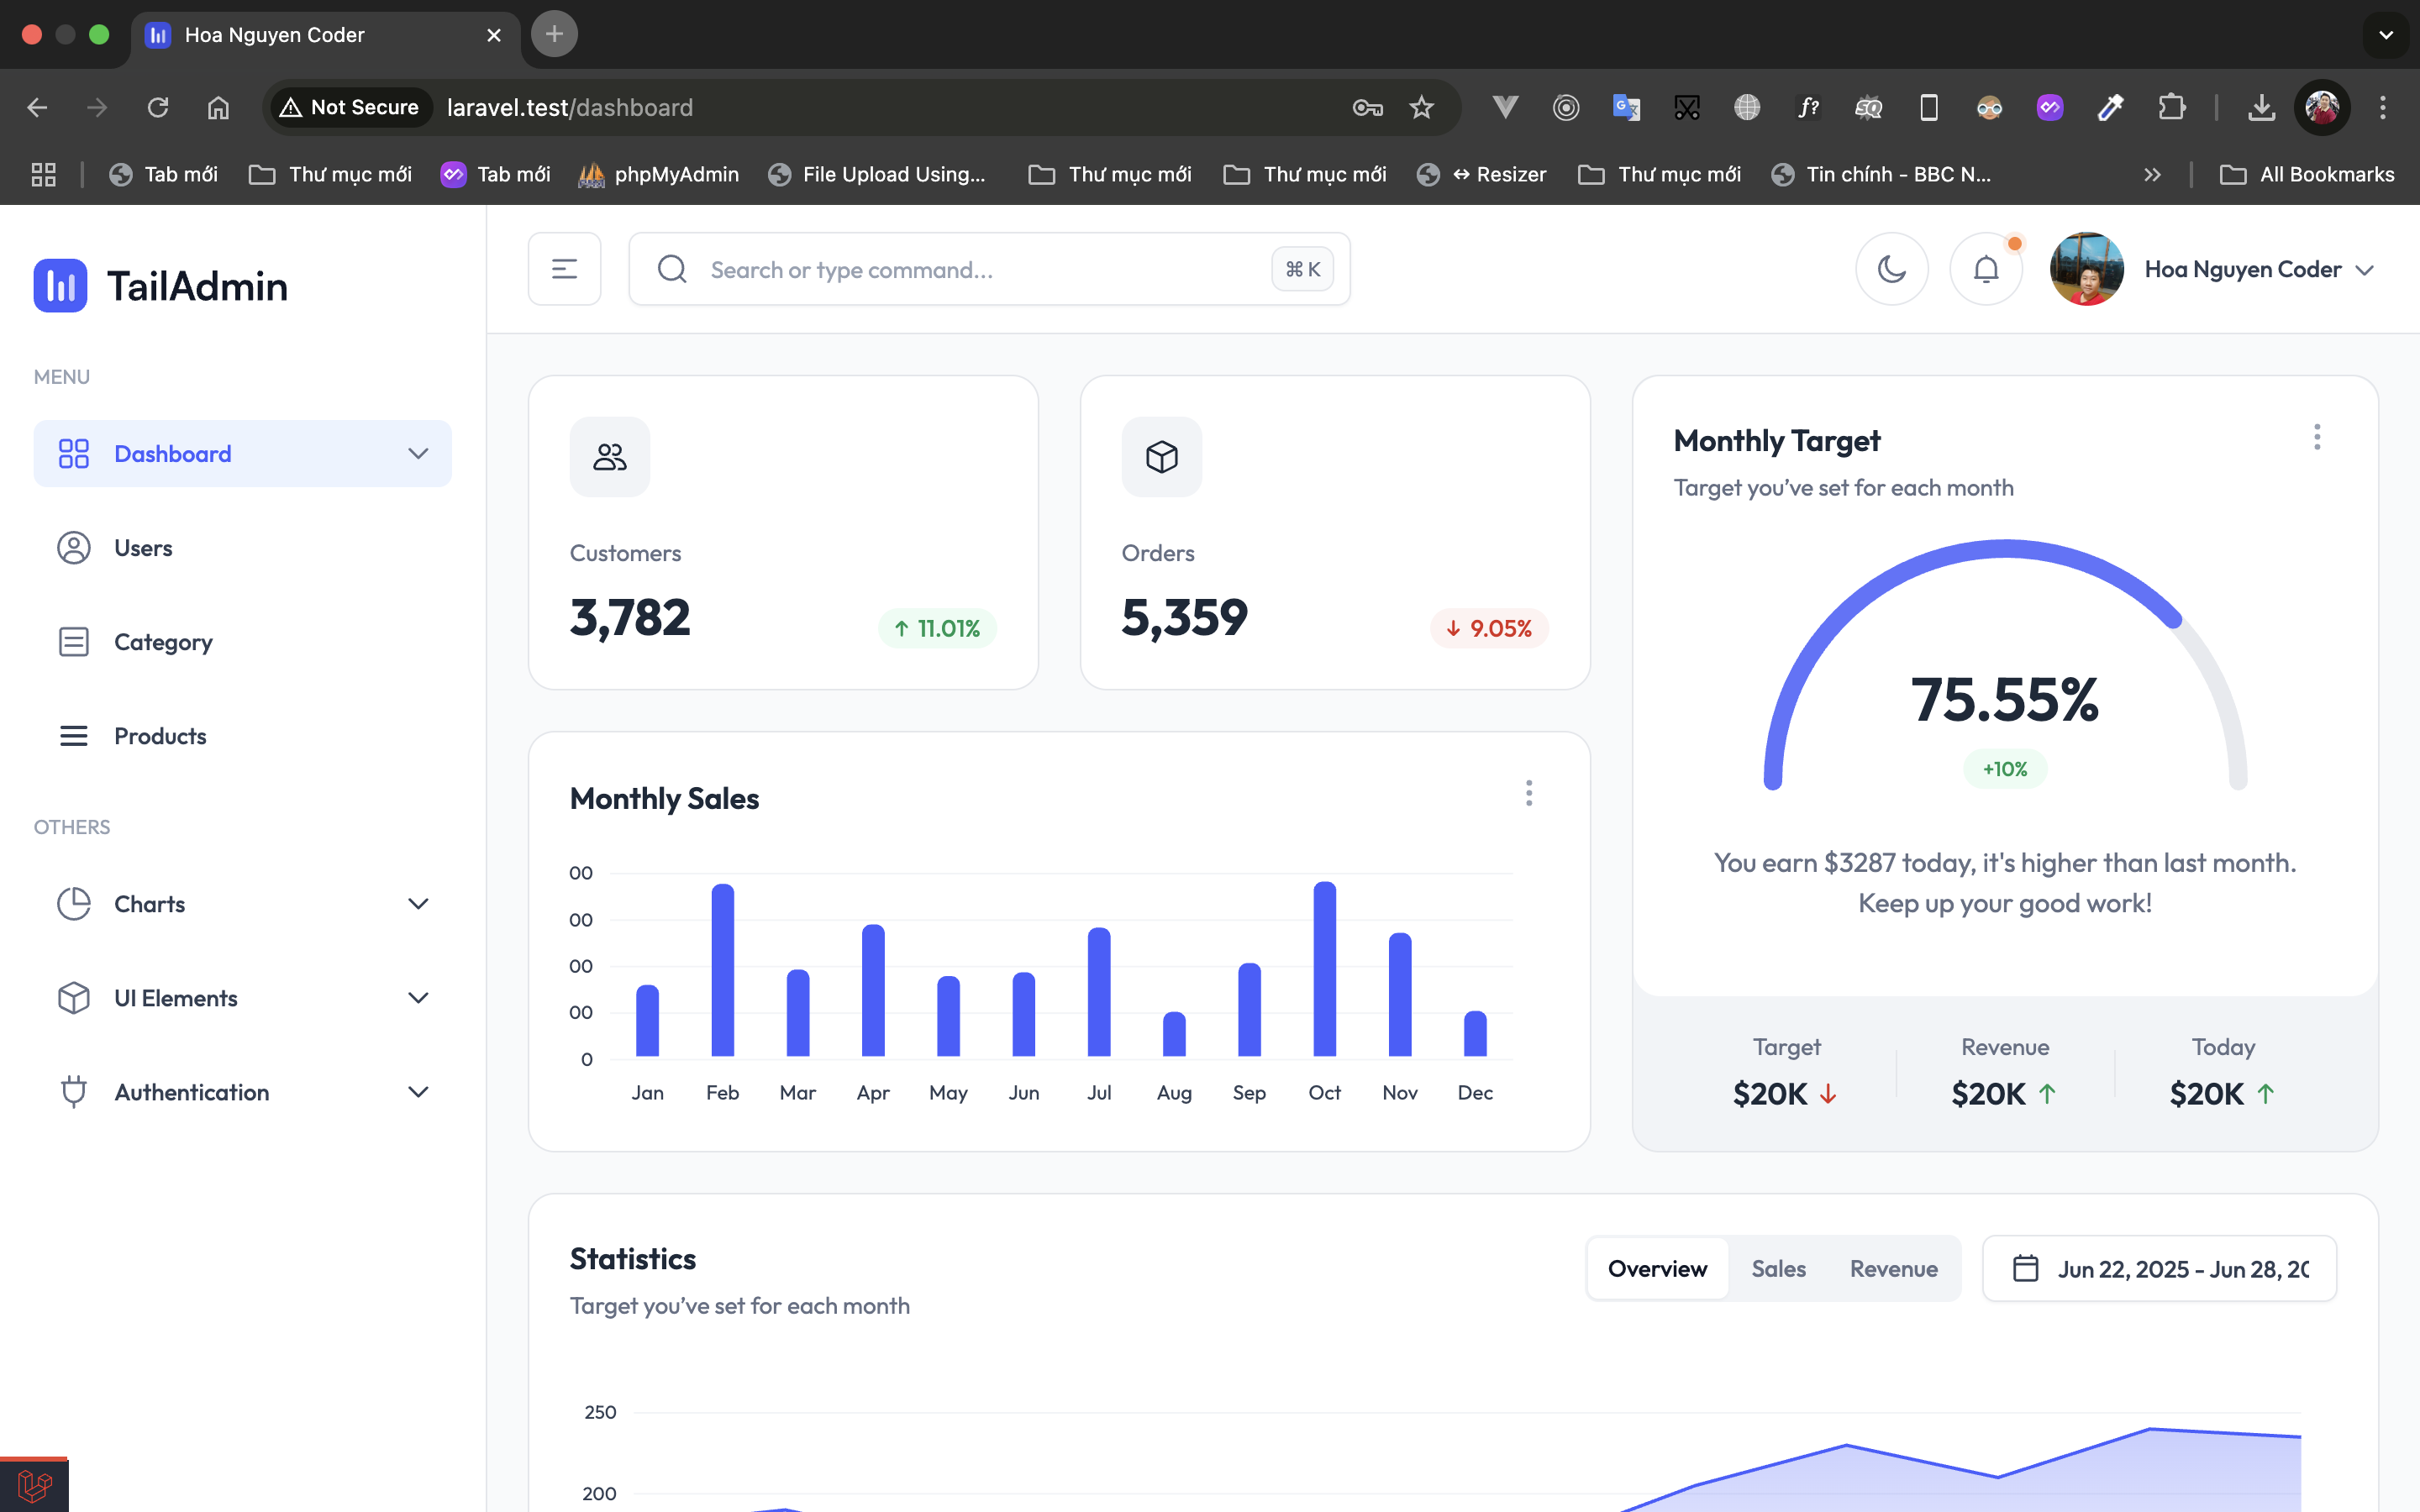 Hoa Nguyen Coder
Not Secure
laravel.test/dashboard
Tab mới
Thư mục mới
Tab mới
phpMyAdmin
File Upload Using...
Thư mục mới
Thư mục mới
↔ Resizer
Thư mục mới
Tin chính - BBC N...
All Bookmarks
TailAdmin
Search or type command...
⌘ K
Hoa Nguyen Coder
MENU
Dashboard
Users
Category
Products
OTHERS
Charts
UI Elements
Authentication
Customers
3,782
↑ 11.01%
Orders
5,359
↓ 9.05%
Monthly Target
Target you’ve set for each month
75.55%
+10%
You earn $3287 today, it's higher than last month.
Keep up your good work!
Target
$20K ↓
Revenue
$20K ↑
Today
$20K ↑
Monthly Sales
00
00
00
00
0
Jan Feb Mar Apr May Jun Jul Aug Sep Oct Nov Dec
Statistics
Target you’ve set for each month
Overview
Sales
Revenue
Jun 22, 2025 - Jun 28, 20
250
200